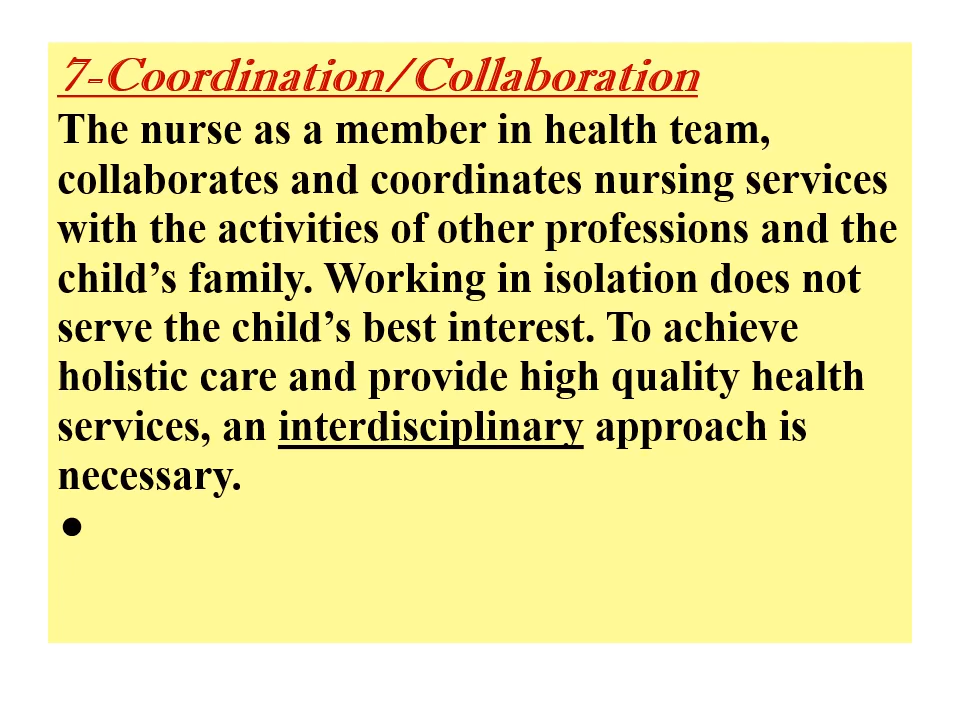 7-Coordination/Collaboration
The nurse as a member in health team,
collaborates and coordinates nursing services
with the activities of other professions and the
child’s family. Working in isolation does not
serve the child’s best interest. To achieve
holistic care and provide high quality health
services, an interdisciplinary approach is
necessary.
●